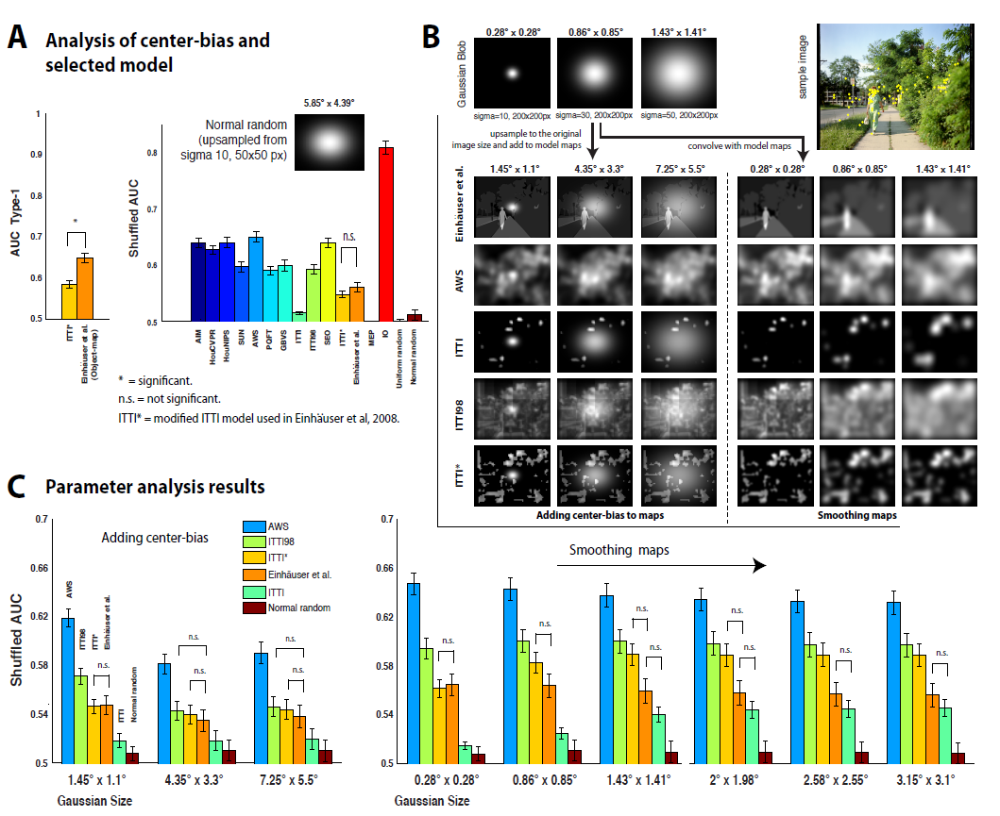 A
Analysis of center-bias and
selected model
AUC Type-1
1
0.9
0.8
0.7
0.6
0.5
*
ITTI*
Einhäuser et al.
(Object-map)
Shuffled AUC
0.8
0.7
0.6
0.5
Normal random
(upsampled from
sigma 10, 50x50 px)
5.85° x 4.39°
n.s.
AIM
HouCVPR
HouNIPS
SUN
AWS
PQFT
GBVS
ITTI
ITTI98
SEO
ITTI*
Einhäuser et al.
MEP
IO
Uniform random
Normal random
* = significant.
n.s. = not significant.
ITTI* = modified ITTI model used in Einhäuser et al, 2008.
B
Gaussian Blob
0.28° x 0.28°
0.86° x 0.85°
1.43° x 1.41°
sigma=10, 200x200px
sigma=30, 200x200px
sigma=50, 200x200px
sample image
upsample to the original
image size and add to model maps
convolve with model maps
1.45° x 1.1°
4.35° x 3.3°
7.25° x 5.5°
0.28° x 0.28°
0.86° x 0.85°
1.43° x 1.41°
Einhäuser et al.
AWS
ITTI
ITTI98
ITTI*
Adding center-bias to maps
Smoothing maps
C
Parameter analysis results
Shuffled AUC
0.7
0.66
0.62
0.58
0.54
0.5
Adding center-bias
AWS
ITTI98
ITTI*
Einhäuser et al.
ITTI
Normal random
AWS
ITTI98
ITTI*
Einhäuser et al.
ITTI
Normal random
n.s.
n.s.
n.s.
n.s.
n.s.
1.45° x 1.1°
4.35° x 3.3°
7.25° x 5.5°
Gaussian Size
0.7
0.66
0.62
0.58
0.54
0.5
Smoothing maps
n.s.
n.s.
n.s.
n.s.
n.s.
n.s.
n.s.
n.s.
0.28° x 0.28°
0.86° x 0.85°
1.43° x 1.41°
2° x 1.98°
2.58° x 2.55°
3.15° x 3.1°
Gaussian Size